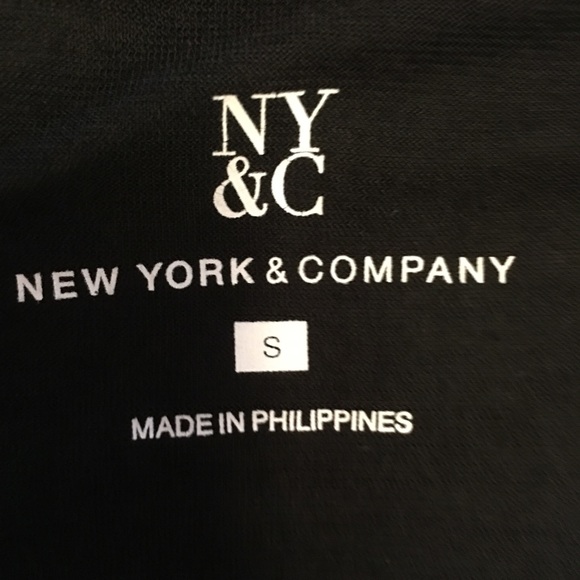 NY
&C
NEW YORK & COMPANY
S
MADE IN PHILIPPINES